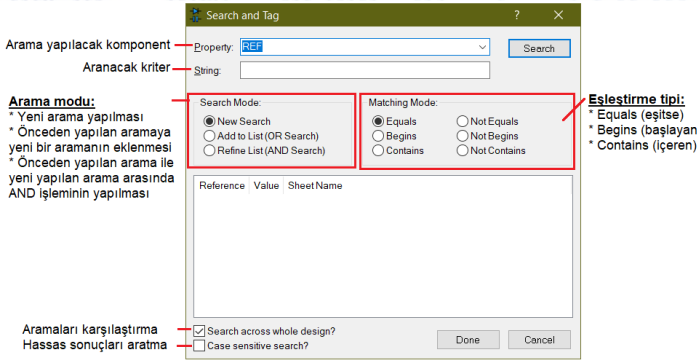 Search and Tag
?
Arama yapılacak komponent
Property:
REF
Search
Aranacak kriter
String:
Arama modu:
* Yeni arama yapılması
* Önceden yapılan aramaya
yeni bir aramanın eklenmesi
* Önceden yapılan arama ile
yeni yapılan arama arasında
AND işleminin yapılması
Search Mode:
New Search
Add to List (OR Search)
Refine List (AND Search)
Matching Mode:
Equals
Not Equals
Begins
Not Begins
Contains
Not Contains
Eşleştirme tipi:
* Equals (eşitse)
* Begins (başlayan
* Contains (içeren)
Reference Value Sheet Name
Aramaları karşılaştırma
Search across whole design?
Hassas sonuçları aratma
Case sensitive search?
Done
Cancel